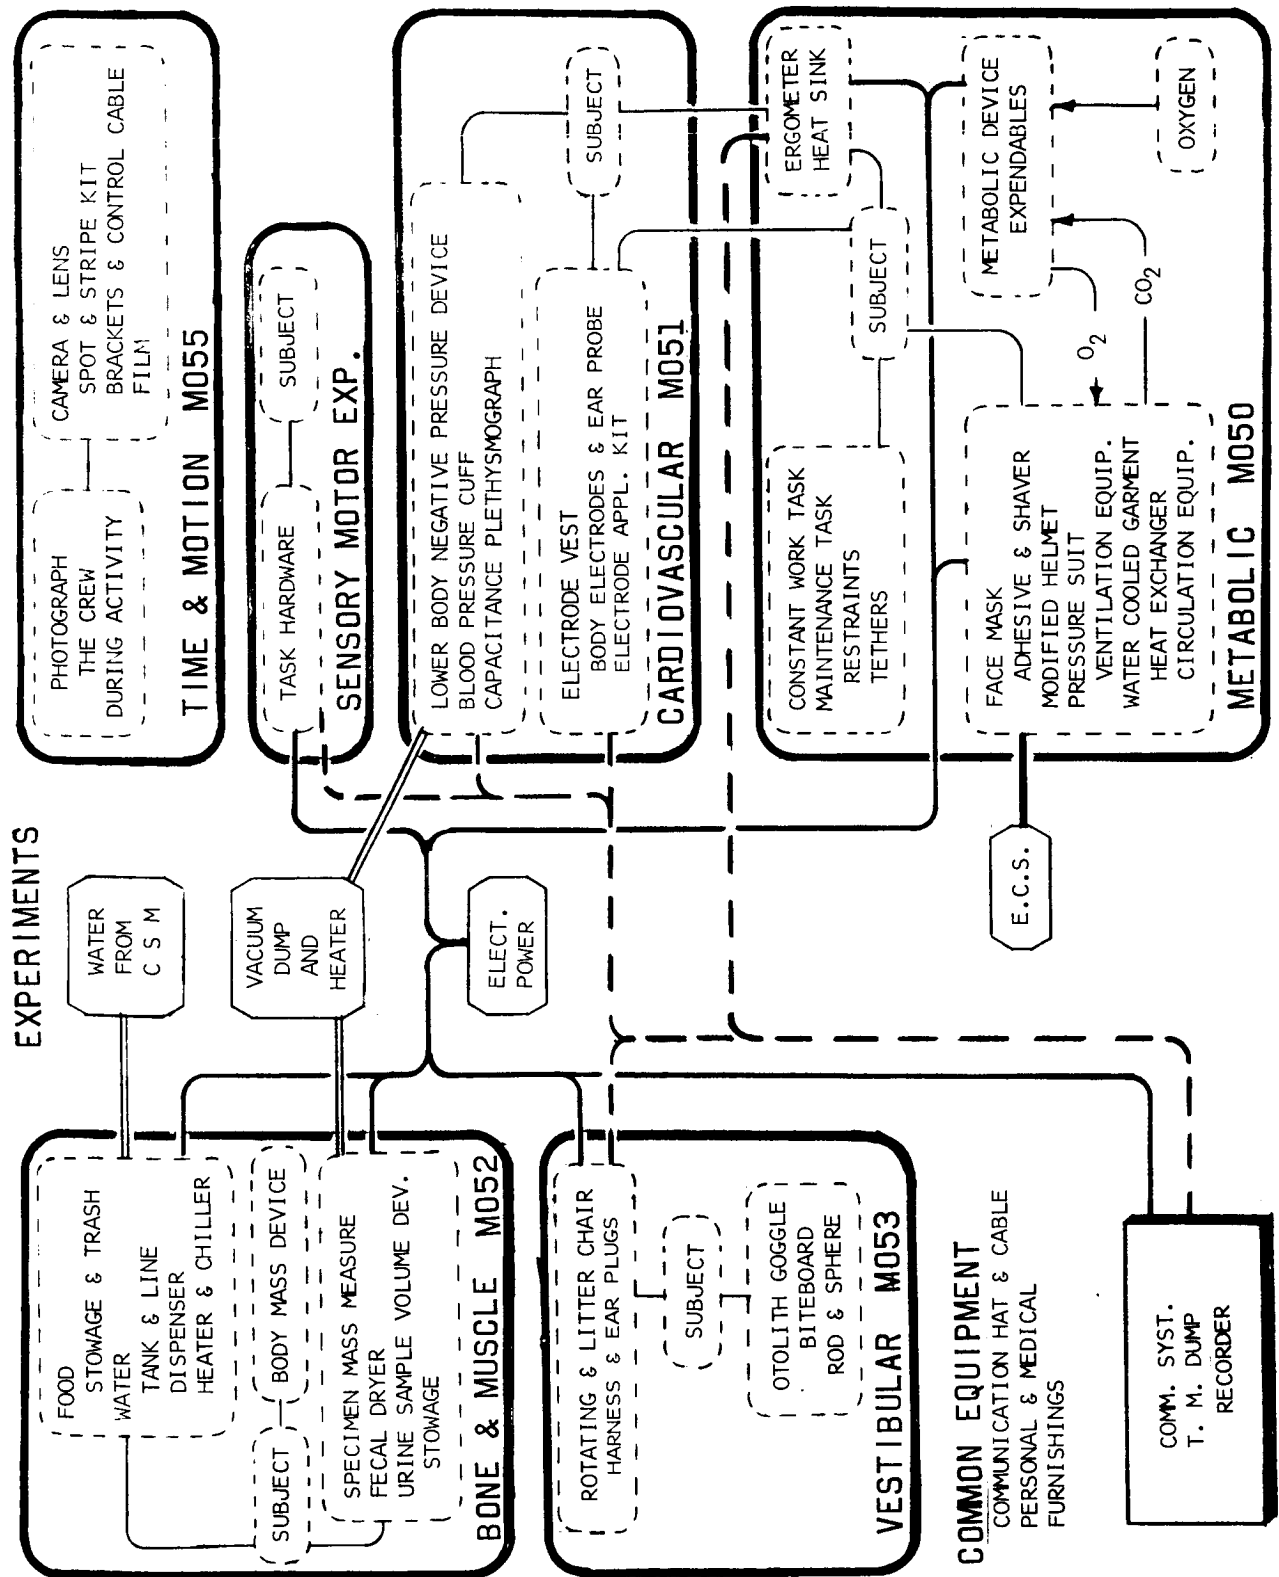 EXPERIMENTS
FOOD
STOWAGE & TRASH
WATER
TANK & LINE
DISPENSER
HEATER & CHILLER
SUBJECT
BODY MASS DEVICE
SPECIMEN MASS MEASURE
FECAL DRYER
URINE SAMPLE VOLUME DEV.
STOWAGE
BONE & MUSCLE M052
ROTATING & LITTER CHAIR
HARNESS & EAR PLUGS
SUBJECT
OTOLITH GOGGLE
BITEBOARD
ROD & SPHERE
VESTIBULAR M053
COMMON EQUIPMENT
COMMUNICATION HAT & CABLE
PERSONAL & MEDICAL
FURNISHINGS
COMM. SYST.
T. M. DUMP
RECORDER
WATER
FROM
C S M
VACUUM
DUMP
AND
HEATER
ELECT.
POWER
E.C.S.
PHOTOGRAPH
THE CREW
DURING ACTIVITY
CAMERA & LENS
SPOT & STRIPE KIT
BRACKETS & CONTROL CABLE
FILM
TIME & MOTION M055
TASK HARDWARE
SUBJECT
SENSORY MOTOR EXP.
LOWER BODY NEGATIVE PRESSURE DEVICE
BLOOD PRESSURE CUFF
CAPACITANCE PLETHYSMOGRAPH
SUBJECT
ELECTRODE VEST
BODY ELECTRODES & EAR PROBE
ELECTRODE APPL. KIT
CARDIOVASCULAR M051
ERGOMETER
HEAT SINK
CONSTANT WORK TASK
MAINTENANCE TASK
RESTRAINTS
TETHERS
SUBJECT
METABOLIC DEVICE
EXPENDABLES
FACE MASK
ADHESIVE & SHAVER
MODIFIED HELMET
PRESSURE SUIT
VENTILATION EQUIP.
WATER COOLED GARMENT
HEAT EXCHANGER
CIRCULATION EQUIP.
O2
CO2
OXYGEN
METABOLIC M050